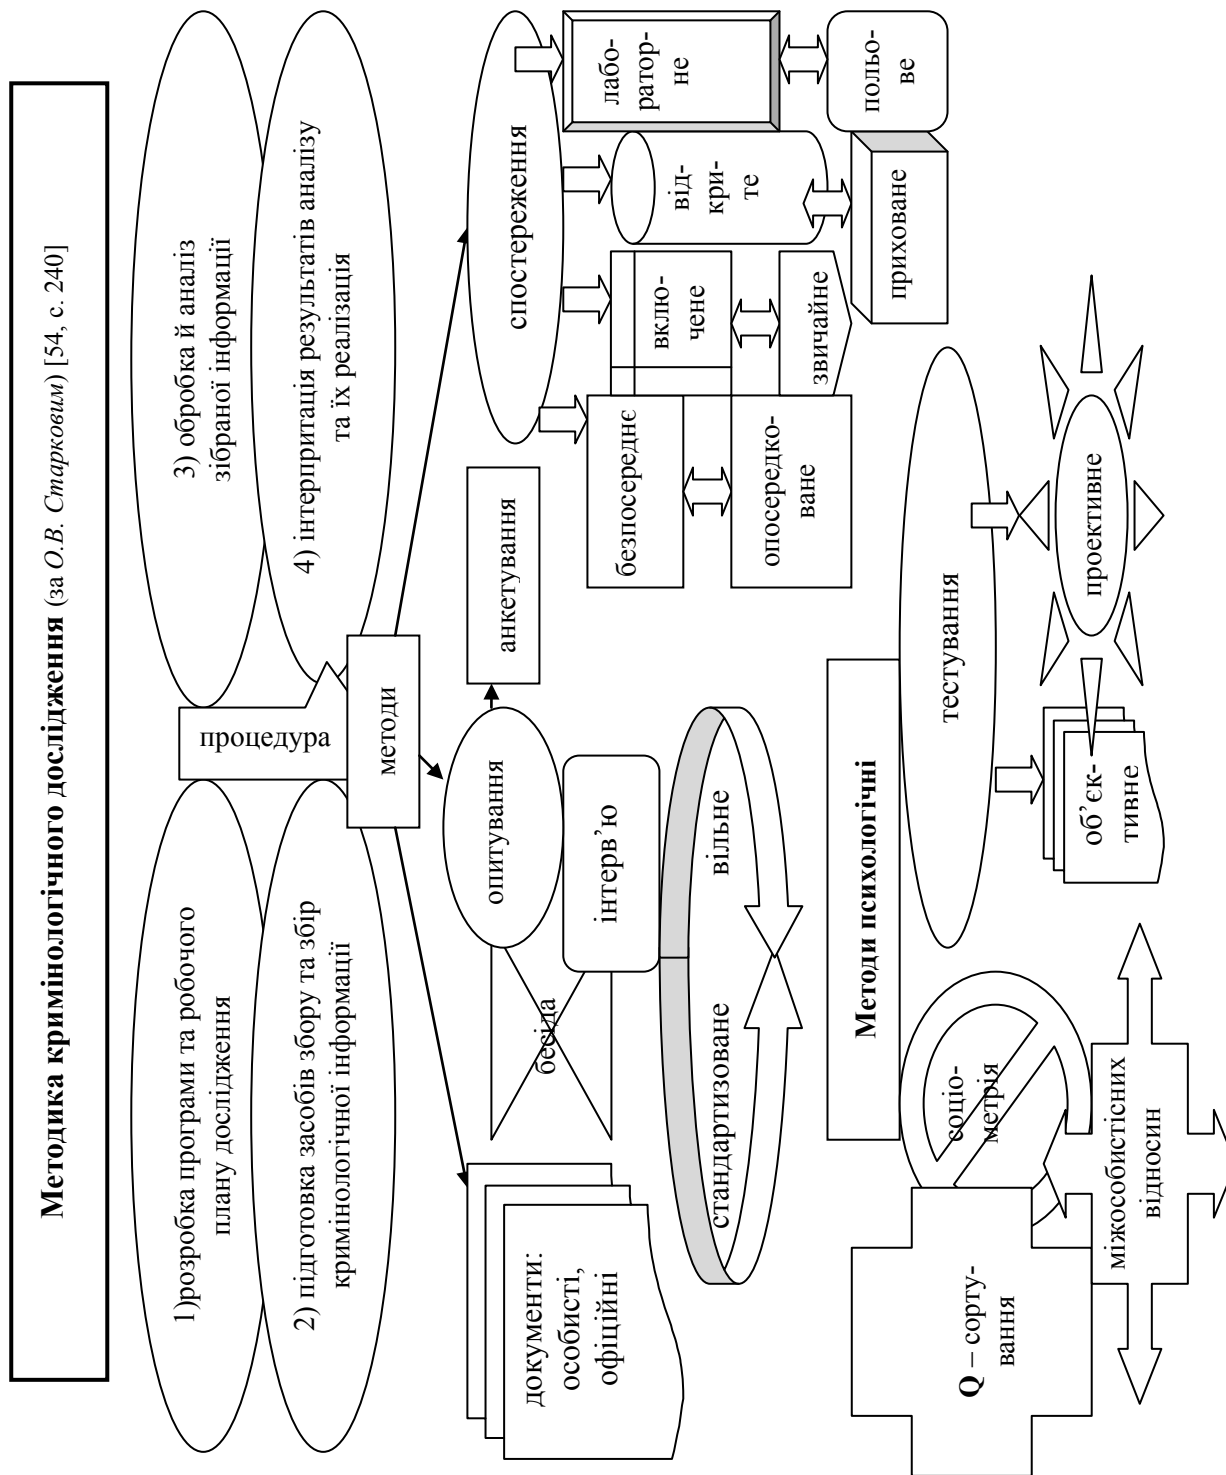 Методика кримінологічного дослідження (за О.В. Старковим) [54, с. 240]
1)розробка програми та робочого
плану дослідження
3) обробка й аналіз
зібраної інформації
процедура
2) підготовка засобів збору та збір
кримінологічної інформації
4) інтерпритація результатів аналізу
та їх реалізація
методи
документи:
особисті,
офіційні
бесіда
опитування
анкетування
інтерв’ю
стандартизоване
вільне
спостереження
безпосереднє
опосередко-
ване
вклю-
чене
звичайне
від-
кри-
те
приховане
лабо-
ратор-
не
польо-
ве
Методи психологічні
Q – сорту-
вання
соціо-
метрія
міжособистісних
відносин
тестування
об’єк-
тивне
проективне